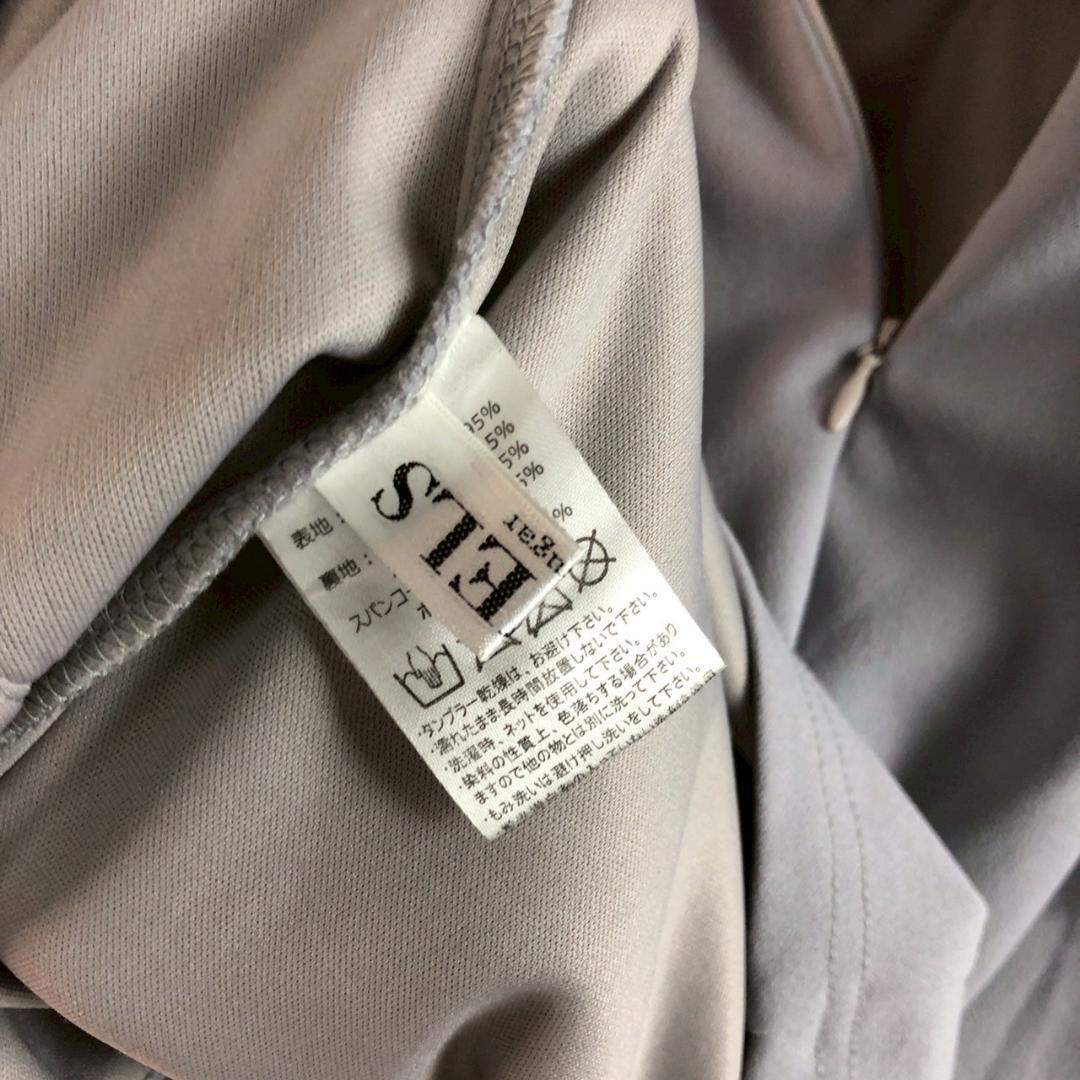 表地:
95%
5%
裏地:
5%
5%
スパンコー
%
STE
・タンブラー乾燥は、お避け下さい。
・濡れたまま長時間放置しないで下さい。
・洗濯時、ネットを使用して下さい。
・染料の性質上、色落ちする場合があり
ますので他の物とは別に洗って下さい。
・もみ洗いは避け押し洗いをして下さい。